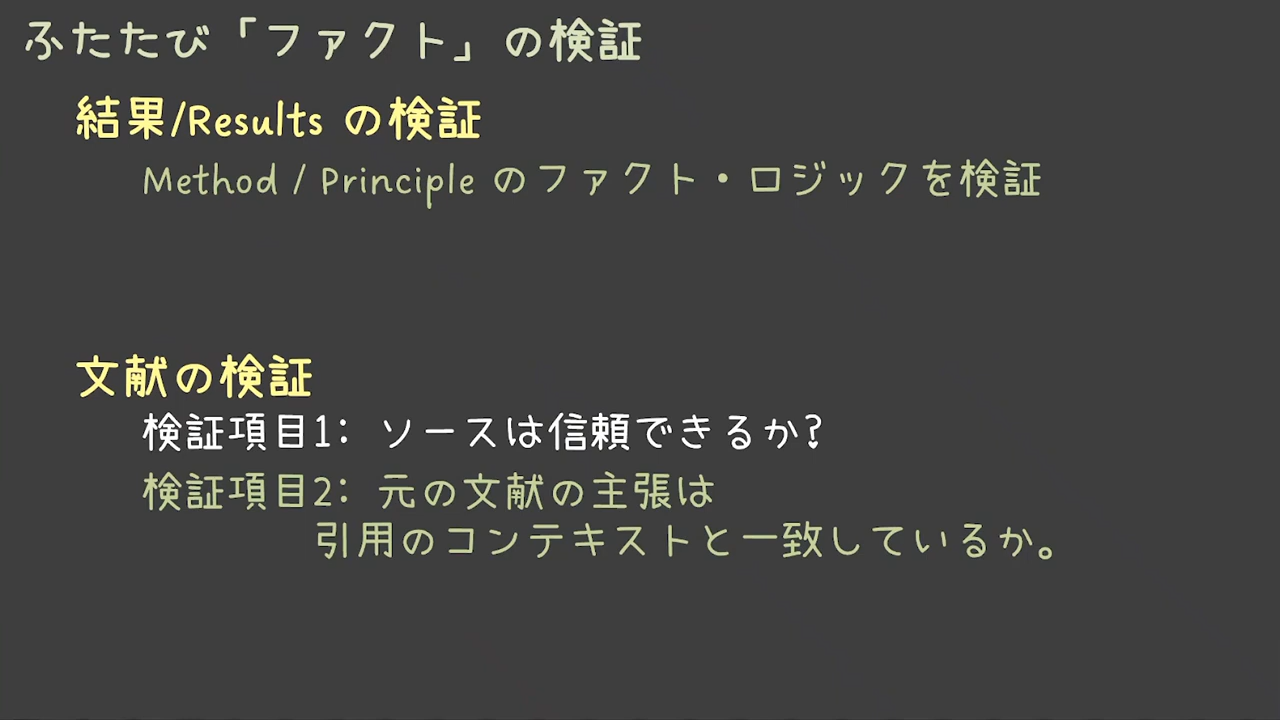 ふたたび「ファクト」の検証
結果/Results の検証
Method / Principle のファクト・ロジックを検証
文献の検証
検証項目1: ソースは信頼できるか?
検証項目2: 元の文献の主張は
引用のコンテキストと一致しているか。